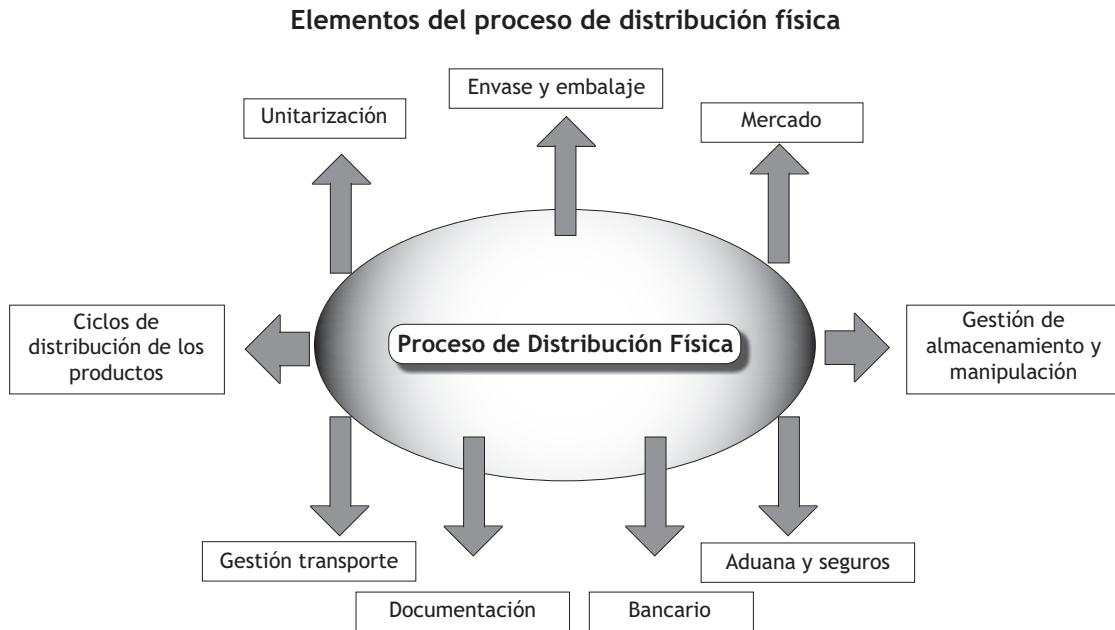 Elementos del proceso de distribución física
Envase y embalaje
Unitarización
Mercado
Ciclos de
distribución de los
productos
Proceso de Distribución Física
Gestión de
almacenamiento y
manipulación
Gestión transporte
Aduana y seguros
Documentación
Bancario